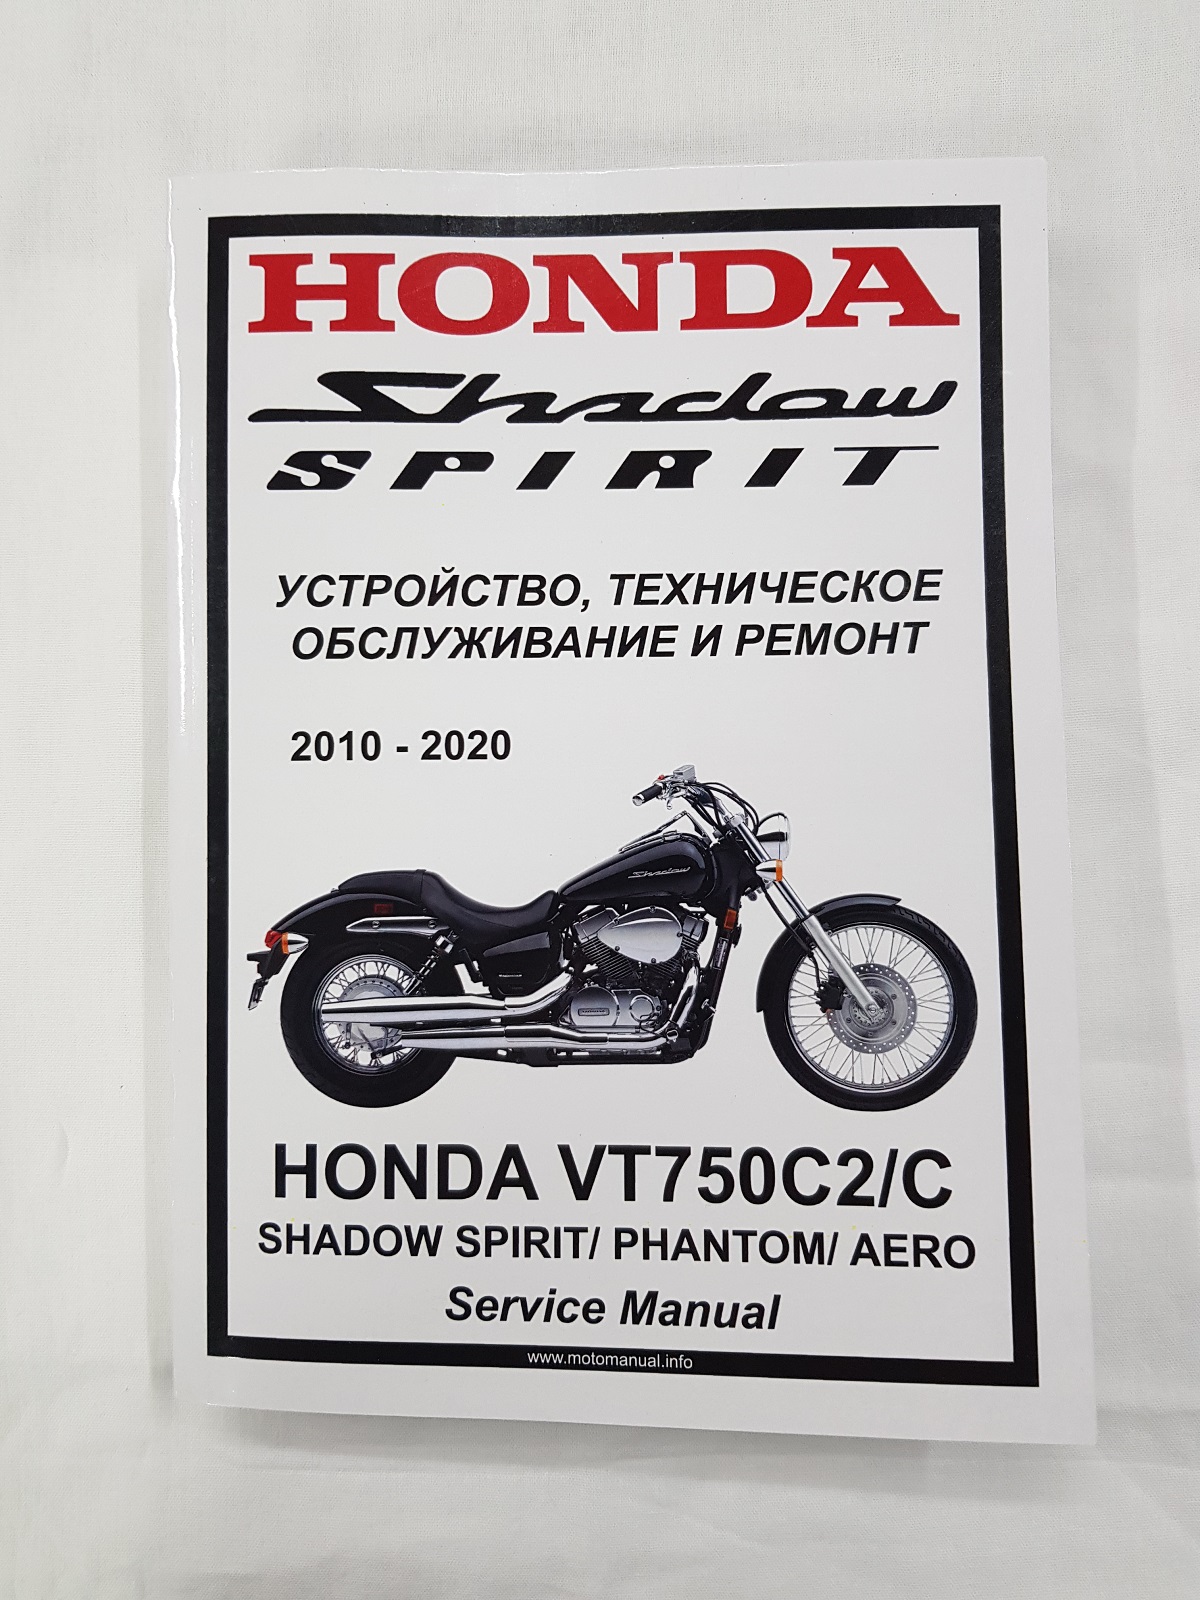 HONDA
Shadow
SPIRIT
УСТРОЙСТВО, ТЕХНИЧЕСКОЕ
ОБСЛУЖИВАНИЕ И РЕМОНТ
2010 - 2020
Shadow
HONDA VT750C2/C
SHADOW SPIRIT/ PHANTOM/ AERO
Service Manual
www.motomanual.info